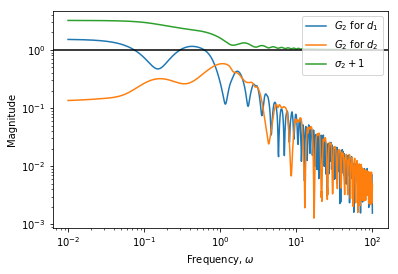 G₂ for d₁
G₂ for d₂
σ₂ + 1
10⁰
10⁻¹
10⁻²
10⁻³
Magnitude
10⁻² 10⁻¹ 10⁰ 10¹ 10²
Frequency, ω